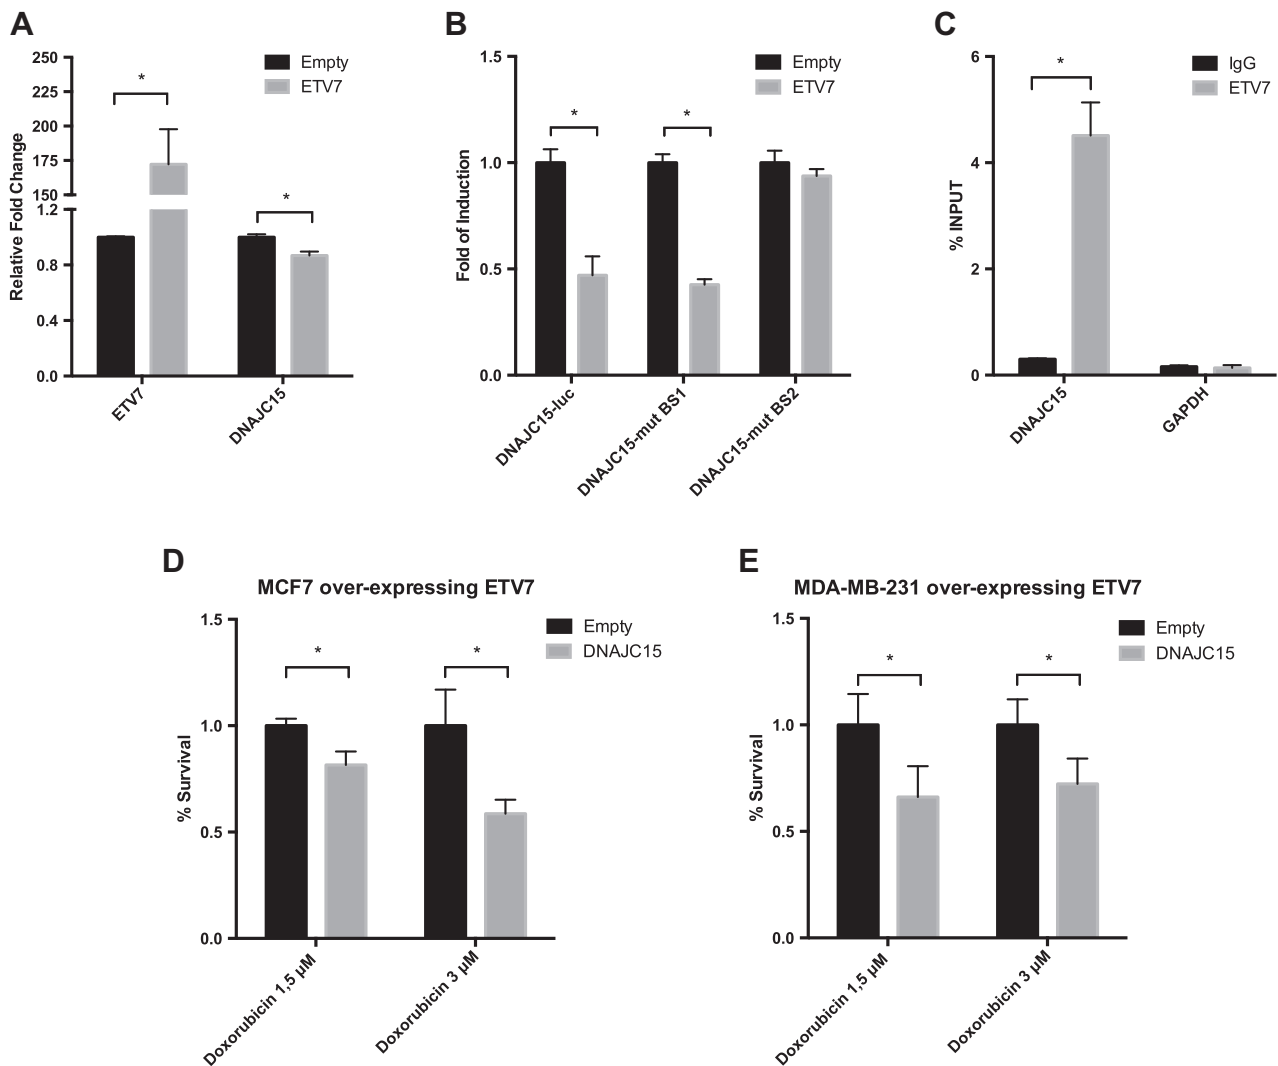 A
250
225
200
175
150
1.2
0.8
0.4
0.0
Relative Fold Change
Empty
ETV7
*
*
ETV7
DNAJC15
B
1.5
1.0
0.5
0.0
Fold of Induction
Empty
ETV7
*
*
DNAJC15-luc
DNAJC15-mut BS1
DNAJC15-mut BS2
C
6
4
2
0
% INPUT
IgG
ETV7
*
DNAJC15
GAPDH
D
MCF7 over-expressing ETV7
1.5
1.0
0.5
0.0
% Survival
Empty
DNAJC15
*
*
Doxorubicin 1,5 µM
Doxorubicin 3 µM
E
MDA-MB-231 over-expressing ETV7
1.5
1.0
0.5
0.0
% Survival
Empty
DNAJC15
*
*
Doxorubicin 1,5 µM
Doxorubicin 3 µM